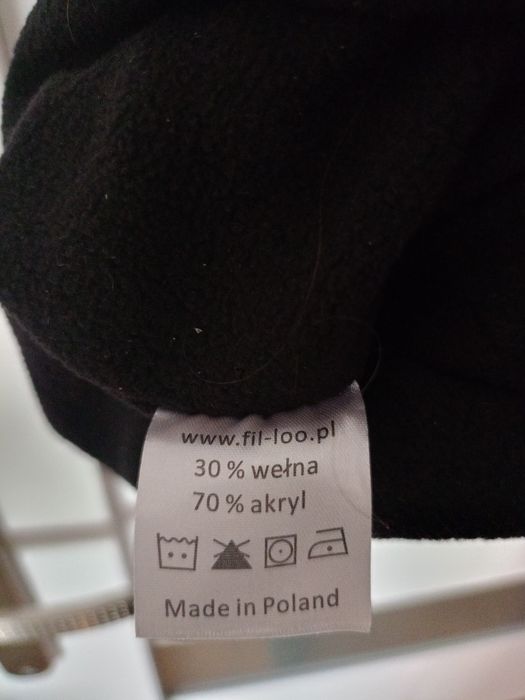 www.fil-loo.pl
30 % wełna
70 % akryl
Made in Poland